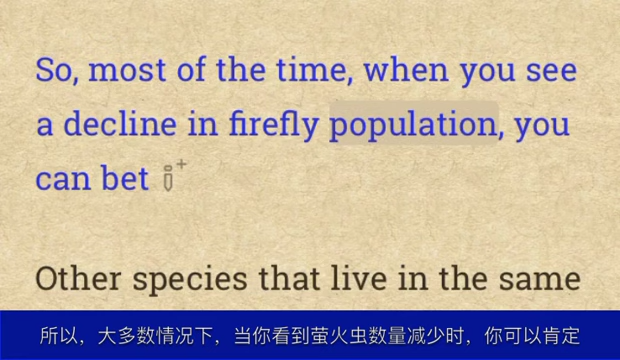 So, most of the time, when you see
a decline in firefly population, you
can bet
Other species that live in the same
所以，大多数情况下，当你看到萤火虫数量减少时，你可以肯定